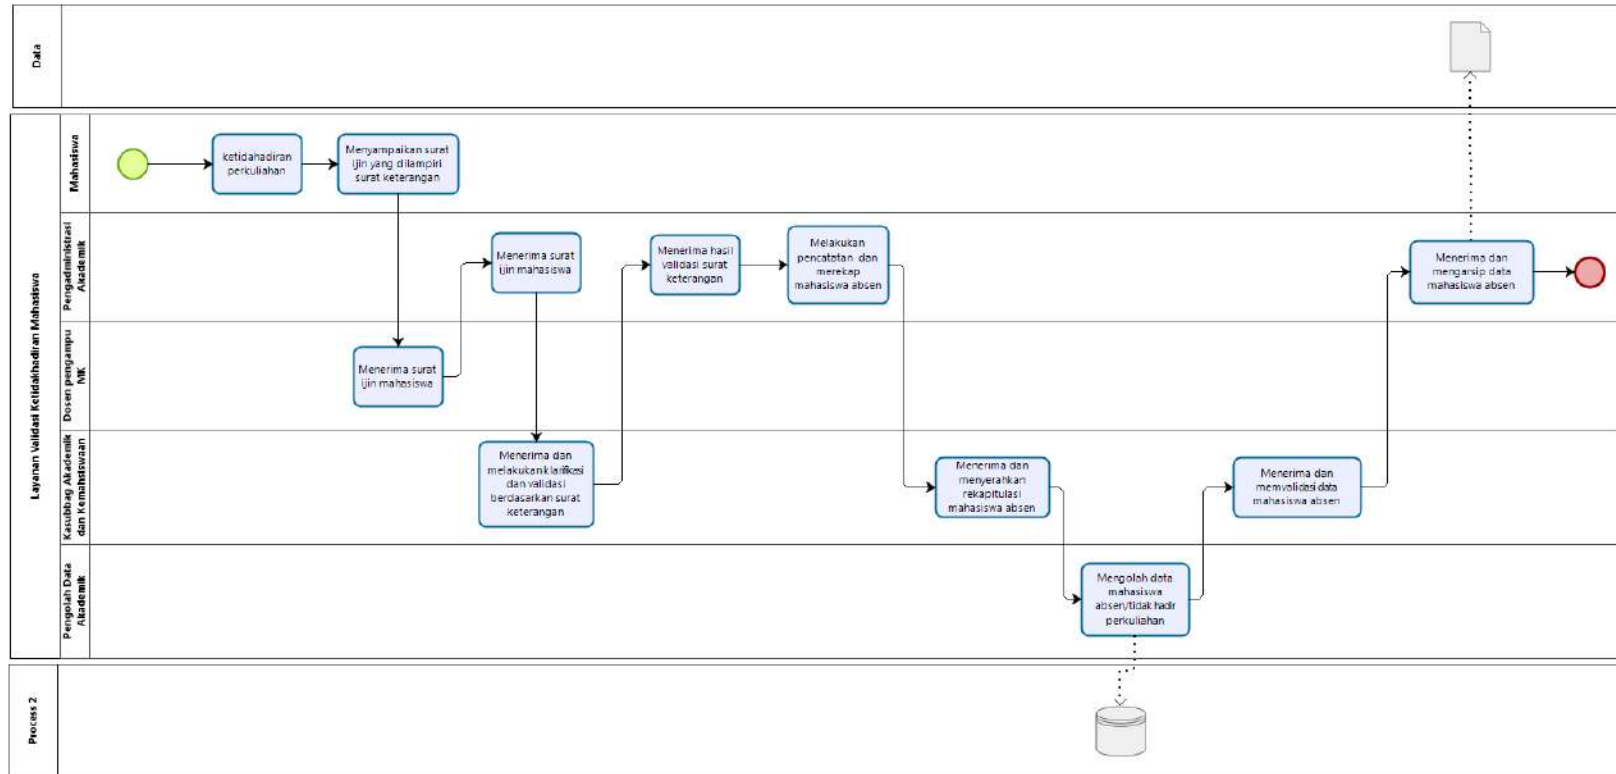 Data
Layanan Validasi Ketidakhadiran Mahasiswa
Mahasiswa
ketidahadiran
perkuliahan
Menyampaikan surat
ijin yang dilampiri
surat keterangan
Pengadministrasi
Akademik
Menerima surat
ijin mahasiswa
Menerima hasil
validasi surat
keterangan
Melakukan
pencatatan dan
merekap
mahasiswa absen
Menerima dan
mengarsip data
mahasiswa absen
Dosen pengampu
MK
Menerima surat
ijin mahasiswa
Kasubbag Akademik
dan Kemahasiswaan
Menerima dan
melakukan klarifikasi
dan validasi
berdasarkan surat
keterangan
Menerima dan
menyerahkan
rekapitulasi
mahasiswa absen
Menerima dan
memvalidasi data
mahasiswa absen
Pengolah Data
Akademik
Mengolah data
mahasiswa
absen/tidak hadir
perkuliahan
Process 2